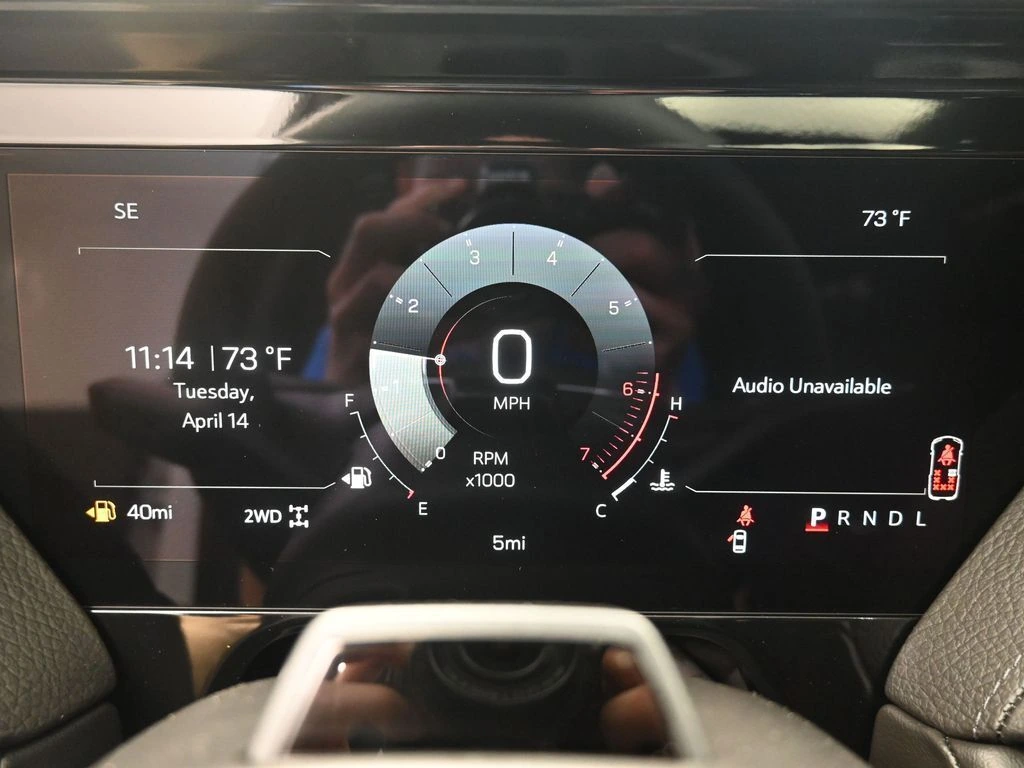 SE
73 °F
11:14 | 73 °F
Tuesday,
April 14
0 1 2 3 4 5 6 7
0
MPH
RPM
x1000
F
E
H
C
Audio Unavailable
40mi
2WD
5mi
P R N D L